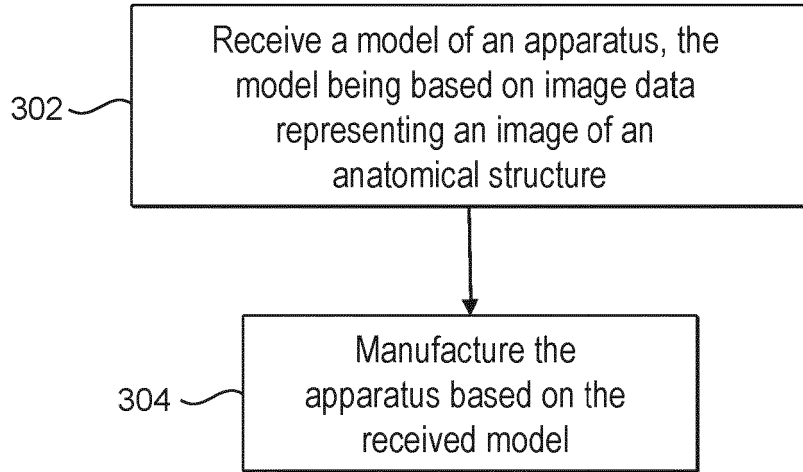 Receive a model of an apparatus, the
model being based on image data
302
representing an image of an
anatomical structure
Manufacture the
304
apparatus based on the
received model